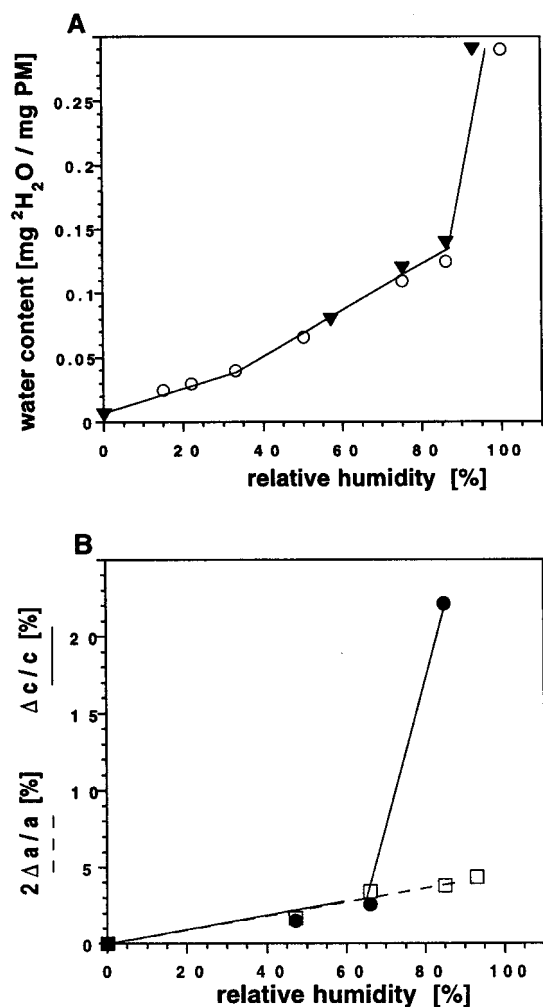 A
water content [mg ²H₂O / mg PM]
0.25
0.2
0.15
0.1
0.05
0
0 20 40 60 80 100
relative humidity [%]
B
2 Δa/a [%] Δc/c [%]
20
15
10
5
0
0 20 40 60 80 100
relative humidity [%]